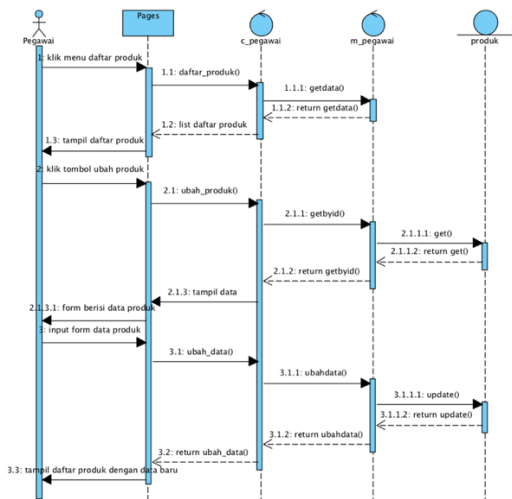 Pegawai
Pages
c_pegawai
m_pegawai
produk
1: klik menu daftar produk
1.1: daftar_produk()
1.1.1: getdata()
1.1.2: return getdata()
1.2: list daftar produk
1.3: tampil daftar produk
2: klik tombol ubah produk
2.1: ubah_produk()
2.1.1: getbyid()
2.1.1.1: get()
2.1.1.2: return get()
2.1.2: return getbyid()
2.1.3: tampil data
2.1.3.1: form berisi data produk
3: input form data produk
3.1: ubah_data()
3.1.1: ubahdata()
3.1.1.1: update()
3.1.1.2: return update()
3.1.2: return ubahdata()
3.2: return ubah_data()
3.3: tampil daftar produk dengan data baru